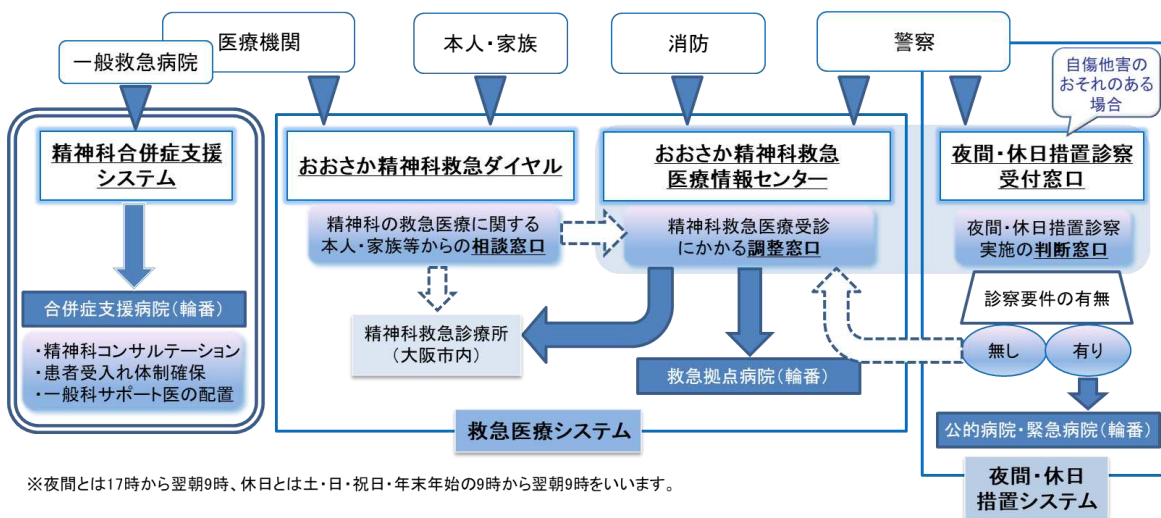 医療機関
一般救急病院
本人・家族
消防
警察
自傷他害の
おそれのある
場合
精神科合併症支援
システム
おおさか精神科救急ダイヤル
おおさか精神科救急
医療情報センター
夜間・休日措置診察
受付窓口
精神科の救急医療に関する
本人・家族等からの相談窓口
精神科救急医療受診
にかかる調整窓口
夜間・休日措置診察
実施の判断窓口
合併症支援病院(輪番)
・精神科コンサルテーション
・患者受入れ体制確保
・一般科サポート医の配置
精神科救急診療所
(大阪市内)
救急拠点病院(輪番)
診察要件の有無
無し
有り
公的病院・緊急病院(輪番)
救急医療システム
夜間・休日
措置システム
※夜間とは17時から翌朝9時、休日とは土・日・祝日・年末年始の9時から翌朝9時をいいます。